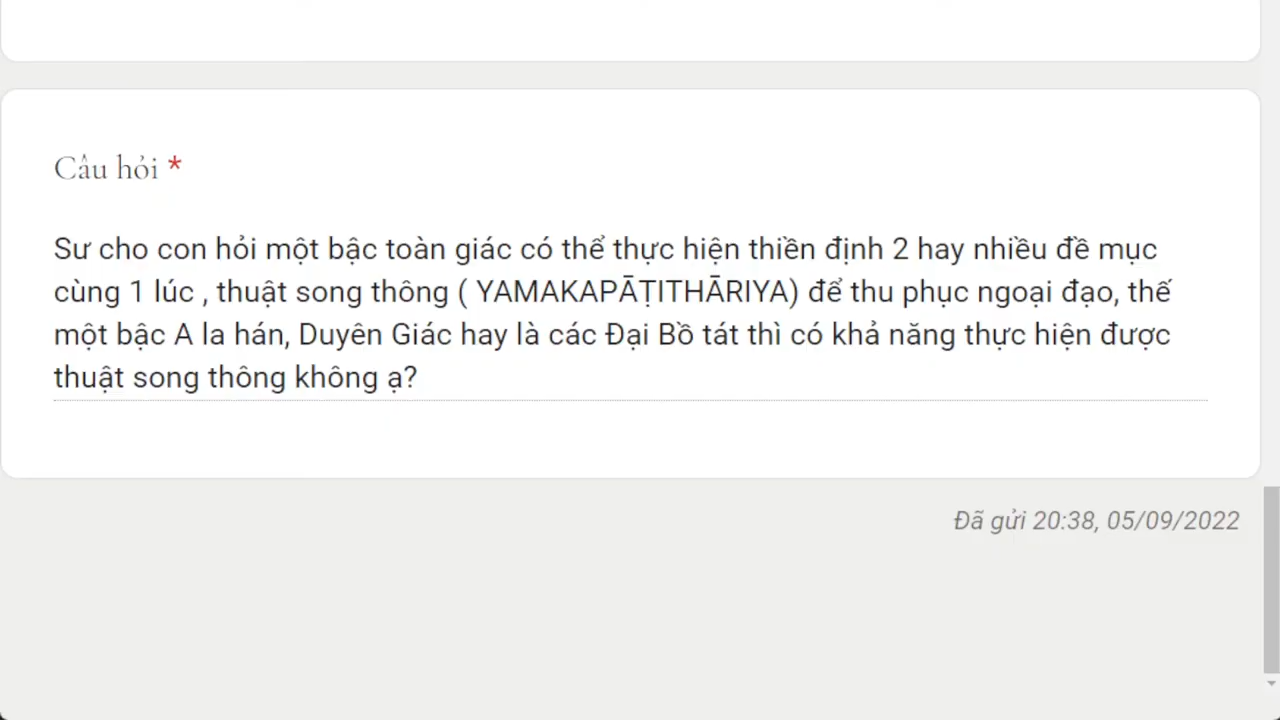 Câu hỏi *
Sư cho con hỏi một bậc toàn giác có thể thực hiện thiền định 2 hay nhiều đề mục
cùng 1 lúc , thuật song thông ( YAMAKAPĀṬITHĀRIYA) để thu phục ngoại đạo, thế
một bậc A la hán, Duyên Giác hay là các Đại Bồ tát thì có khả năng thực hiện được
thuật song thông không ạ?
Đã gửi 20:38, 05/09/2022